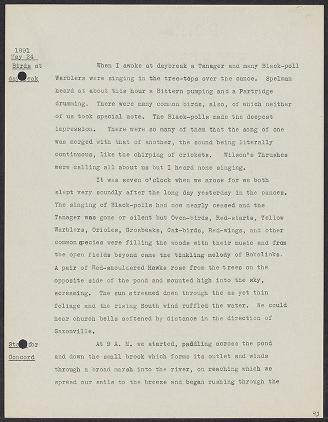 1891
May 24
Birds at
When I awoke at daybreak a Tanager and many Black-poll
Warblers were singing in the tree-tops over the canoe. Spelman
heard at about this hour a Bittern pumping and a Partridge
drumming. There were many common birds, also, of which neither
of us took special note. The Black-polls made the deepest
impression. There were so many of them that the song of one
was merged with that of another, the sound being literally
continuous, like the chirping of crickets. Wilson's Thrushes
were calling all about us but I heard none singing.
It was seven o'clock when we arose for we both
slept very soundly after the long day yesterday in the canoes.
The singing of Black-polls had now nearly ceased and the
Tanager was gone or silent but Oven-birds, Red-starts, Yellow
Warblers, Orioles, Grosbeaks, Cat-birds, Red-wings, and other
common species were filling the woods with their music and from
the open fields beyond came the tinkling melody of Bobolinks.
A pair of Red-shouldered Hawks rose from the trees on the
opposite side of the pond and mounted high into the sky,
screaming. The sun streamed down through the as yet thin
foliage and the rising South wind ruffled the water. We could
hear church bells softened by distance in the direction of
Saxonville.
for
Concord
At 9 A. M. we started, paddling across the pond
and down the small brook which forms its outlet and winds
through a broad marsh into the river, on reaching which we
spread our sails to the breeze and began rushing through the